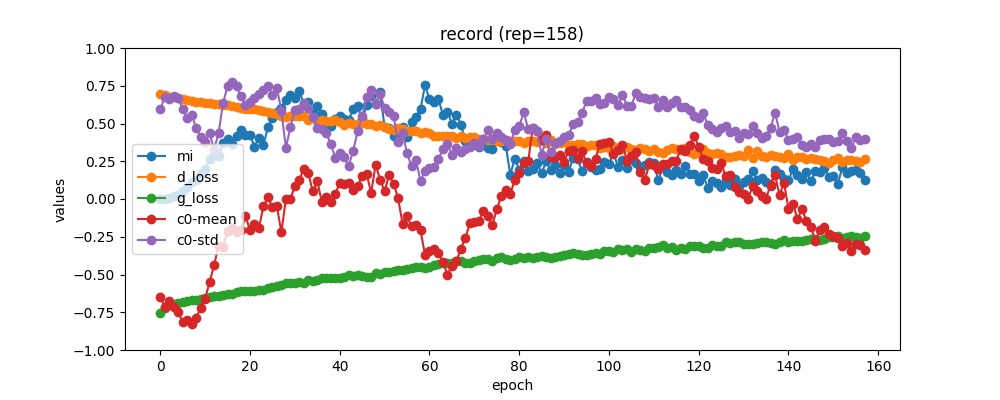 record (rep=158)
1.00
0.75
0.50
0.25
0.00
−0.25
−0.50
−0.75
−1.00
values
mi
d_loss
g_loss
c0-mean
c0-std
0 20 40 60 80 100 120 140 160
epoch